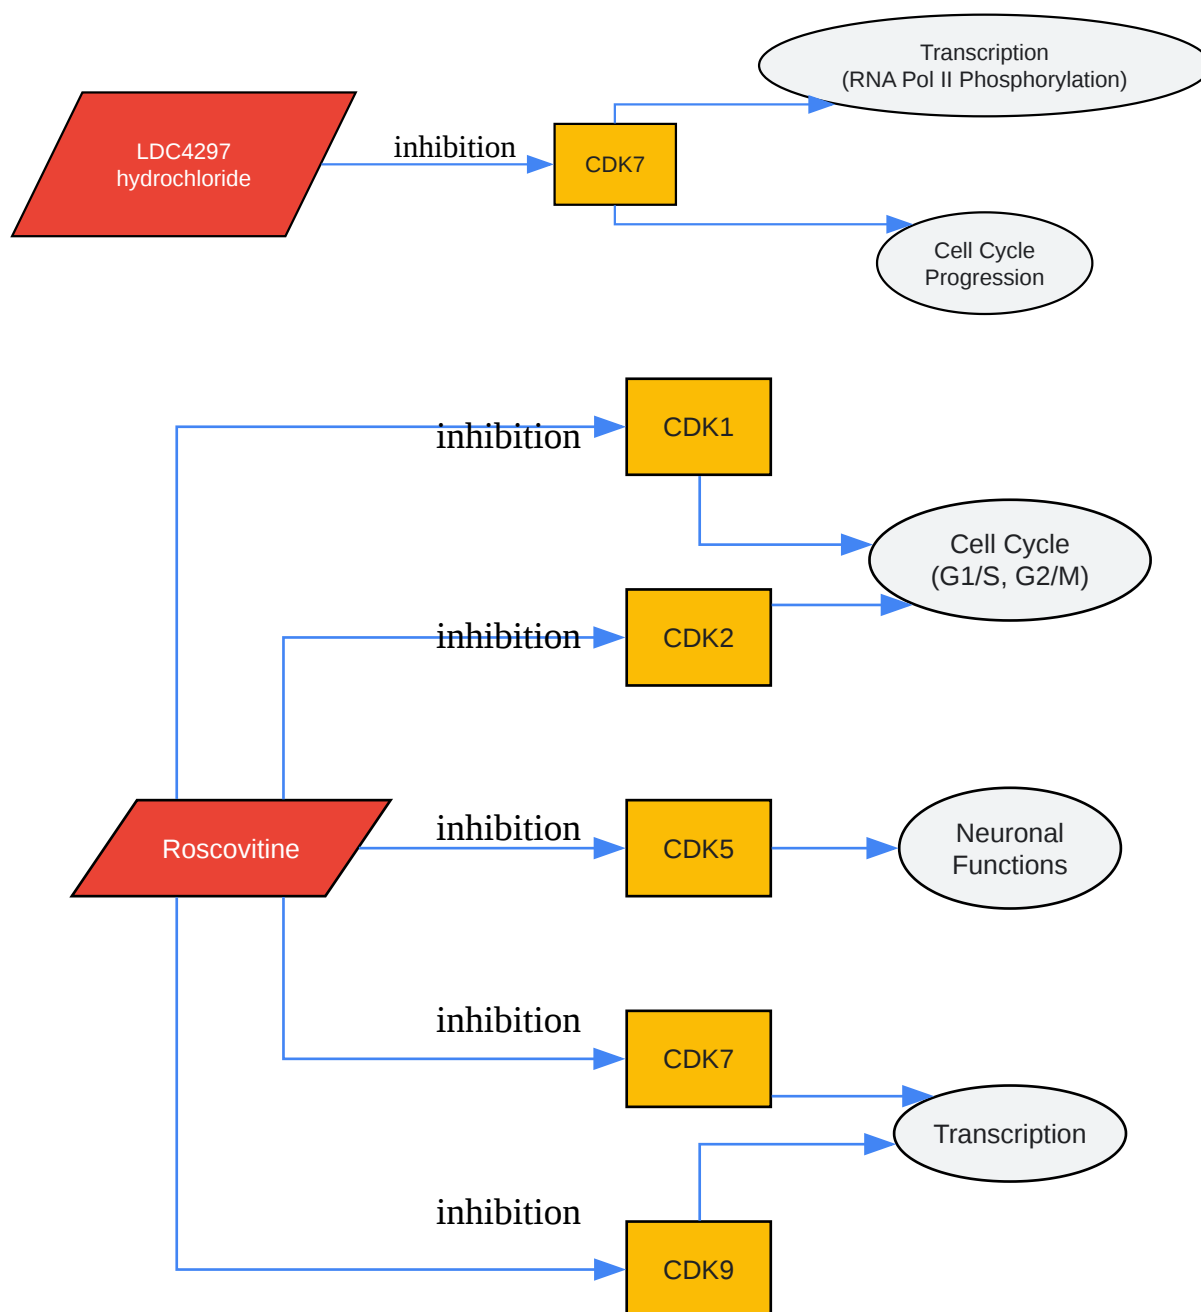 Transcription
(RNA Pol II Phosphorylation)
LDC4297
hydrochloride
inhibition
CDK7
Cell Cycle
Progression
inhibition
CDK1
Cell Cycle
(G1/S, G2/M)
inhibition
CDK2
Roscovitine
inhibition
CDK5
Neuronal
Functions
inhibition
CDK7
Transcription
inhibition
CDK9